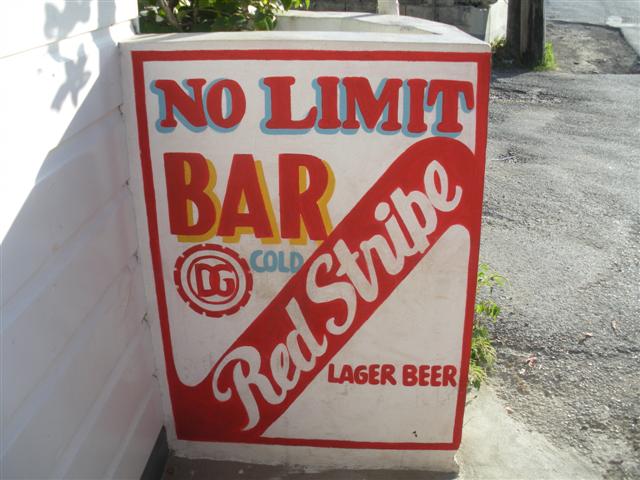 NO LIMIT
BAR
COLD
DG
Red Stripe
LAGER BEER